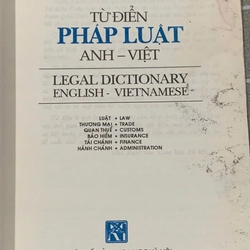 TỪ ĐIỂN
PHÁP LUẬT
ANH – VIỆT
LEGAL DICTIONARY
ENGLISH - VIETNAMESE
LUẬT • LAW
THƯƠNG MẠI • TRADE
QUAN THUẾ • CUSTOMS
BẢO HIỂM • INSURANCE
TÀI CHÁNH • FINANCE
HÀNH CHÁNH • ADMINISTRATION